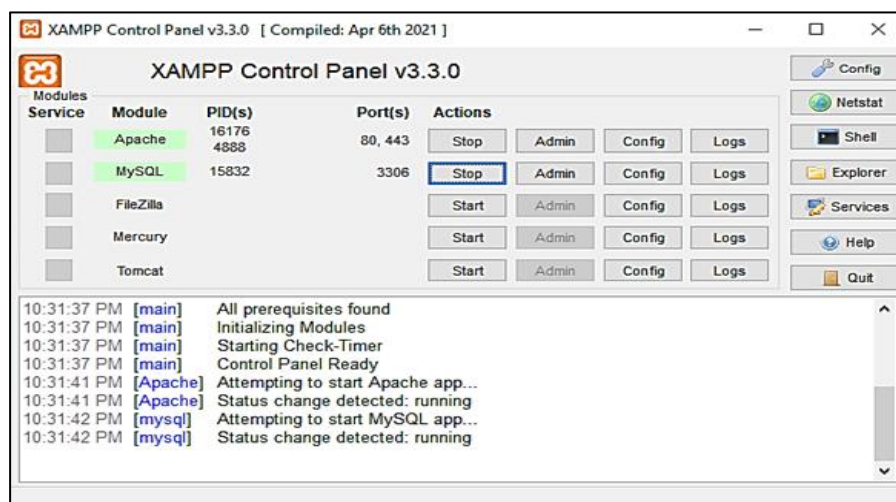 XAMPP Control Panel v3.3.0 [ Compiled: Apr 6th 2021 ]
XAMPP Control Panel v3.3.0
Config
Modules
Service Module PID(s) Port(s) Actions
Netstat
Apache 16176 4888 80, 443 Stop Admin Config Logs
Shell
MySQL 15832 3306 Stop Admin Config Logs
Explorer
FileZilla Start Admin Config Logs
Services
Mercury Start Admin Config Logs
Help
Tomcat Start Admin Config Logs
Quit
10:31:37 PM [main] All prerequisites found
10:31:37 PM [main] Initializing Modules
10:31:37 PM [main] Starting Check-Timer
10:31:37 PM [main] Control Panel Ready
10:31:41 PM [Apache] Attempting to start Apache app...
10:31:41 PM [Apache] Status change detected: running
10:31:42 PM [mysql] Attempting to start MySQL app...
10:31:42 PM [mysql] Status change detected: running